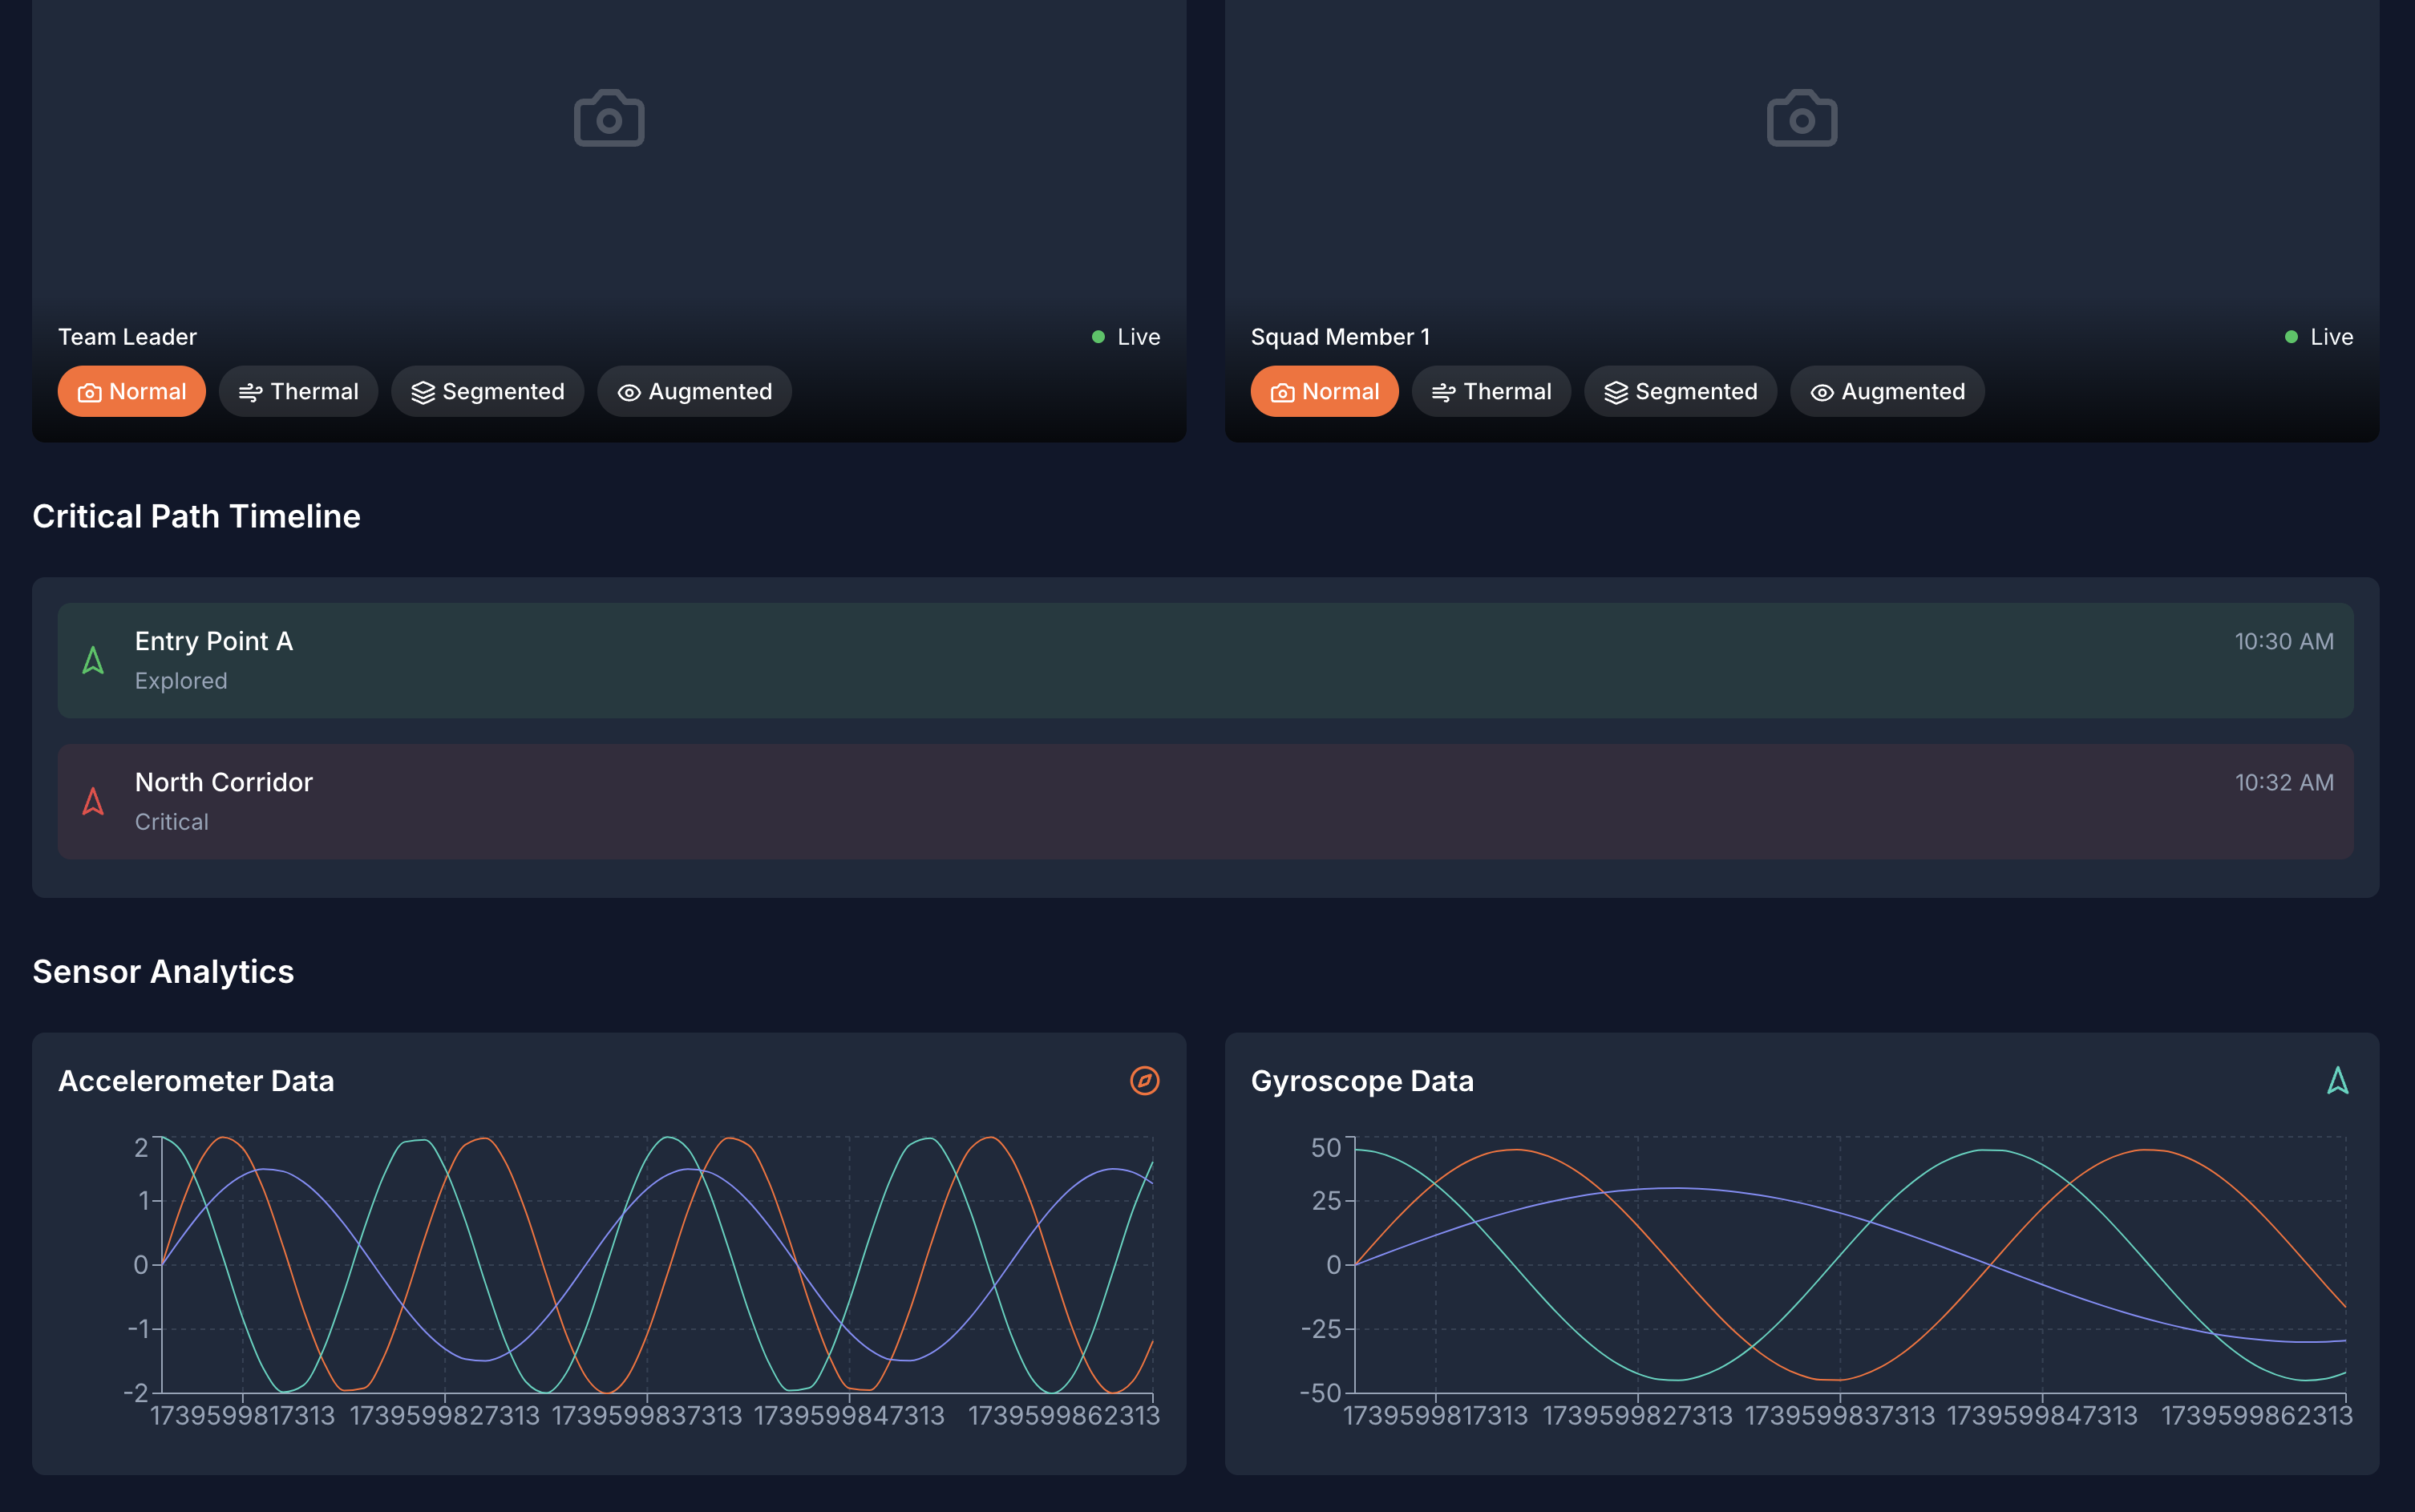 Team Leader
Live
Normal
Thermal
Segmented
Augmented
Squad Member 1
Live
Normal
Thermal
Segmented
Augmented
Critical Path Timeline
Entry Point A
10:30 AM
Explored
North Corridor
10:32 AM
Critical
Sensor Analytics
Accelerometer Data
2
1
0
-1
-2
1739599817313 1739599827313 1739599837313 1739599847313 1739599862313
Gyroscope Data
50
25
0
-25
-50
1739599817313 1739599827313 1739599837313 1739599847313 1739599862313